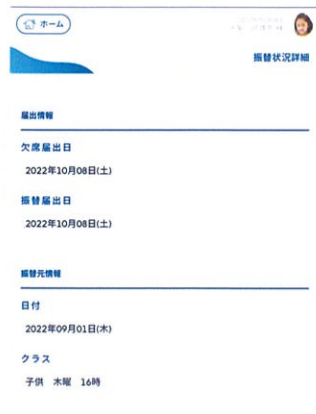 ホーム
振替状況詳細
届出情報
欠席届出日
2022年10月08日(土)
振替届出日
2022年10月08日(土)
振替元情報
日付
2022年09月01日(木)
クラス
子供 木曜 16時